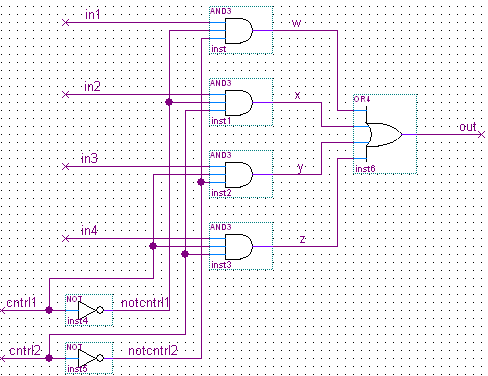 in1
AND3
w
inst
in2
AND3
x
inst1
OR4
out
in3
AND3
y
inst2
inst6
in4
AND3
z
inst3
cntrl1
NOT
notcntrl1
inst4
cntrl2
NOT
notcntrl2
inst5